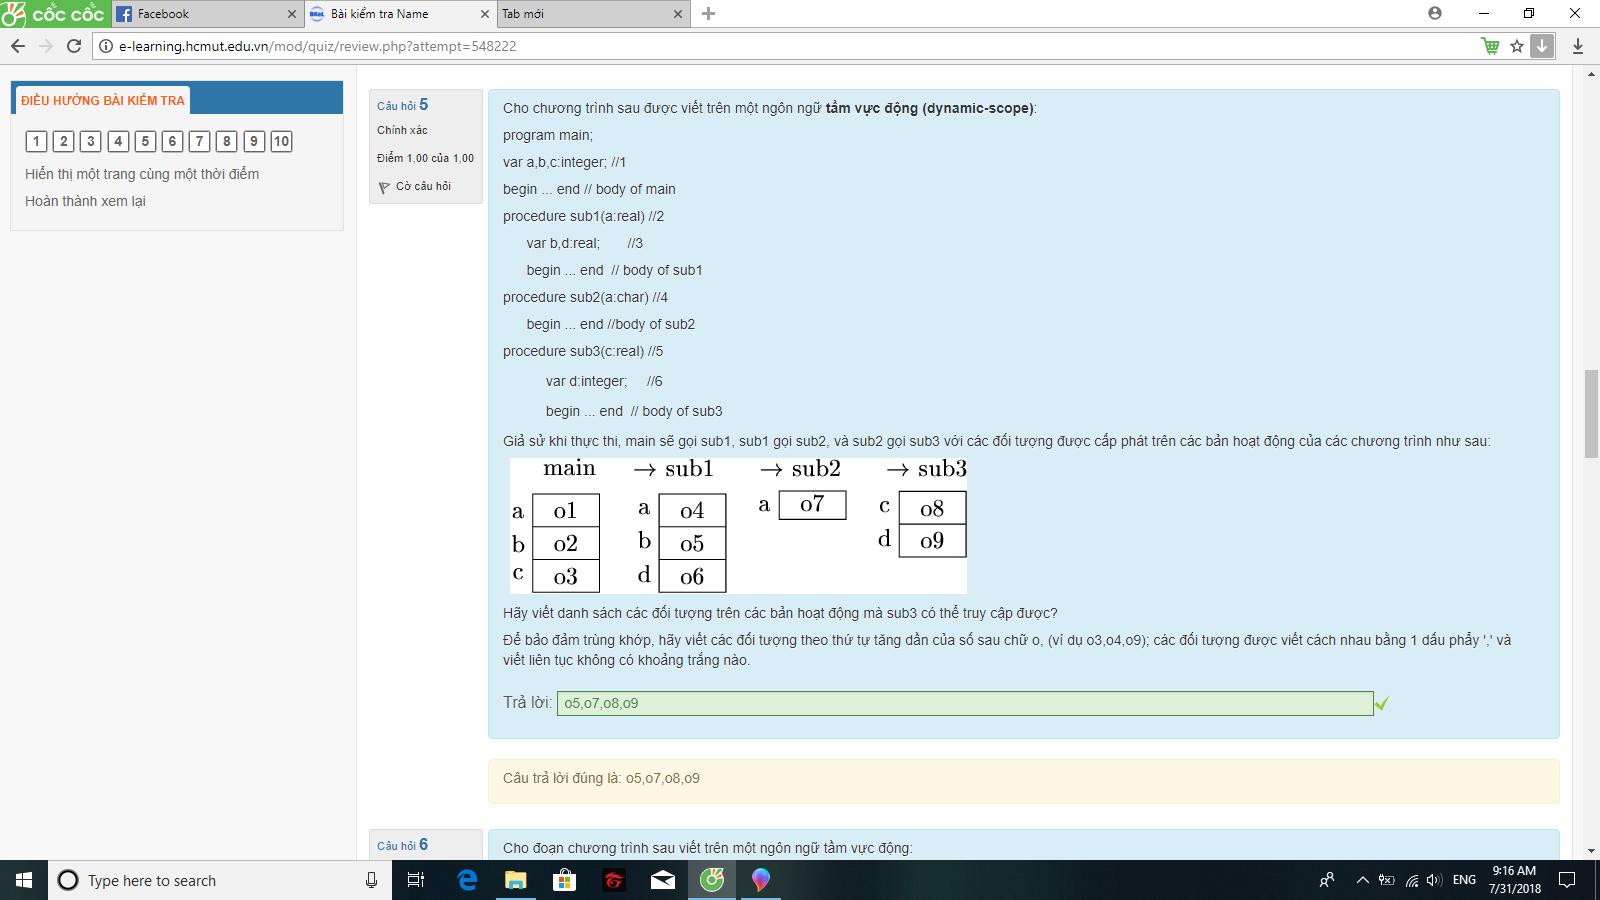 cốc cốc
Facebook
Bài kiểm tra Name
Tab mới
e-learning.hcmut.edu.vn/mod/quiz/review.php?attempt=548222
ĐIỀU HƯỚNG BÀI KIỂM TRA
1 2 3 4 5 6 7 8 9 10
Hiển thị một trang cùng một thời điểm
Hoàn thành xem lại
Câu hỏi 5
Chính xác
Điểm 1,00 của 1,00
Cờ câu hỏi
Cho chương trình sau được viết trên một ngôn ngữ tầm vực động (dynamic-scope):
program main;
var a,b,c:integer; //1
begin ... end // body of main
procedure sub1(a:real) //2
var b,d:real; //3
begin ... end // body of sub1
procedure sub2(a:char) //4
begin ... end //body of sub2
procedure sub3(c:real) //5
var d:integer; //6
begin ... end // body of sub3
Giả sử khi thực thi, main sẽ gọi sub1, sub1 gọi sub2, và sub2 gọi sub3 với các đối tượng được cấp phát trên các bản hoạt động của các chương trình như sau:
main → sub1 → sub2 → sub3
a o1 a o4 a o7 c o8
b o2 b o5 d o9
c o3 d o6
Hãy viết danh sách các đối tượng trên các bản hoạt động mà sub3 có thể truy cập được?
Để bảo đảm trùng khớp, hãy viết các đối tượng theo thứ tự tăng dần của số sau chữ o, (ví dụ o3,o4,o9); các đối tượng được viết cách nhau bằng 1 dấu phẩy ',' và
viết liên tục không có khoảng trắng nào.
Trả lời: o5,o7,o8,o9
Câu trả lời đúng là: o5,o7,o8,o9
Câu hỏi 6
Cho đoạn chương trình sau viết trên một ngôn ngữ tầm vực động:
Type here to search
ENG
9:16 AM
7/31/2018